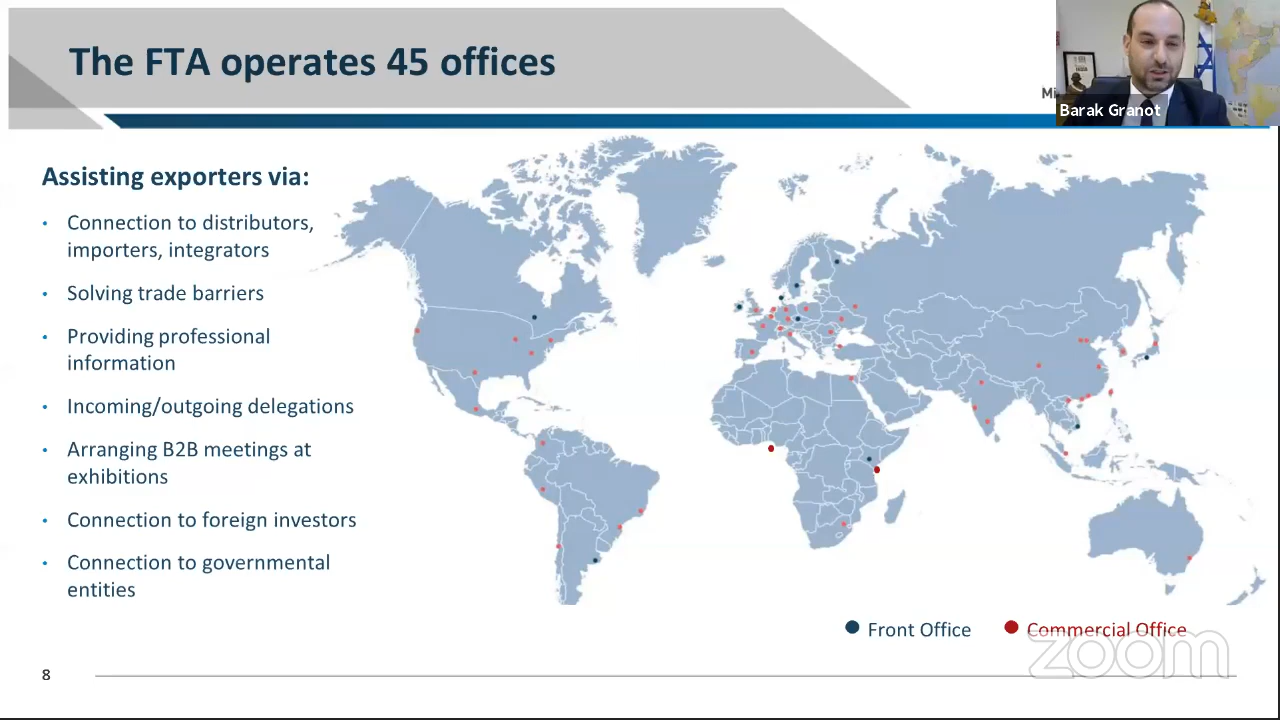 The FTA operates 45 offices
Mi
Barak Granot
Assisting exporters via:
• Connection to distributors,
importers, integrators
• Solving trade barriers
• Providing professional
information
• Incoming/outgoing delegations
• Arranging B2B meetings at
exhibitions
• Connection to foreign investors
• Connection to governmental
entities
Front Office
Commercial Office
zoom
8